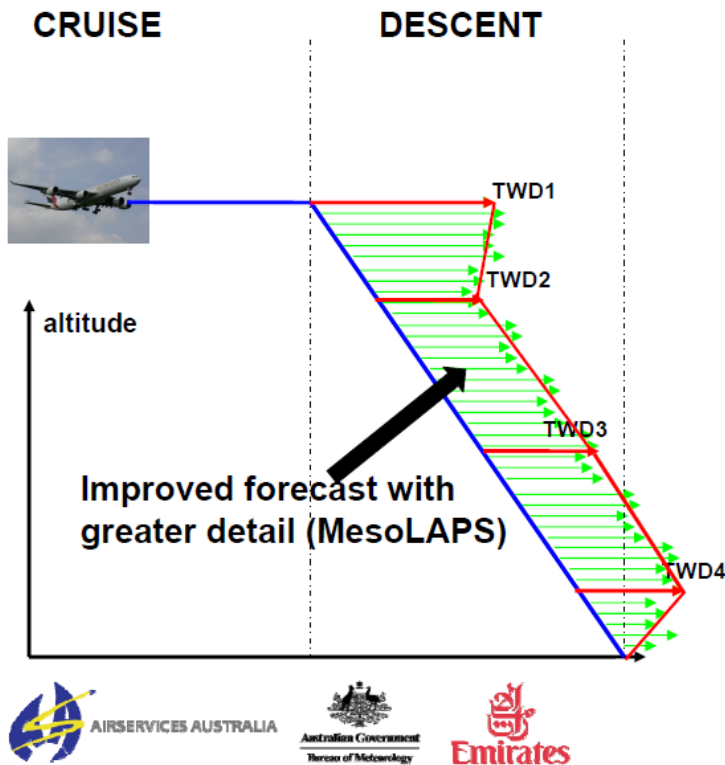 CRUISE
DESCENT
TWD1
TWD2
altitude
TWD3
Improved forecast with
greater detail (MesoLAPS)
TWD4
AIRSERVICES AUSTRALIA
Australian Government
Bureau of Meteorology
Emirates